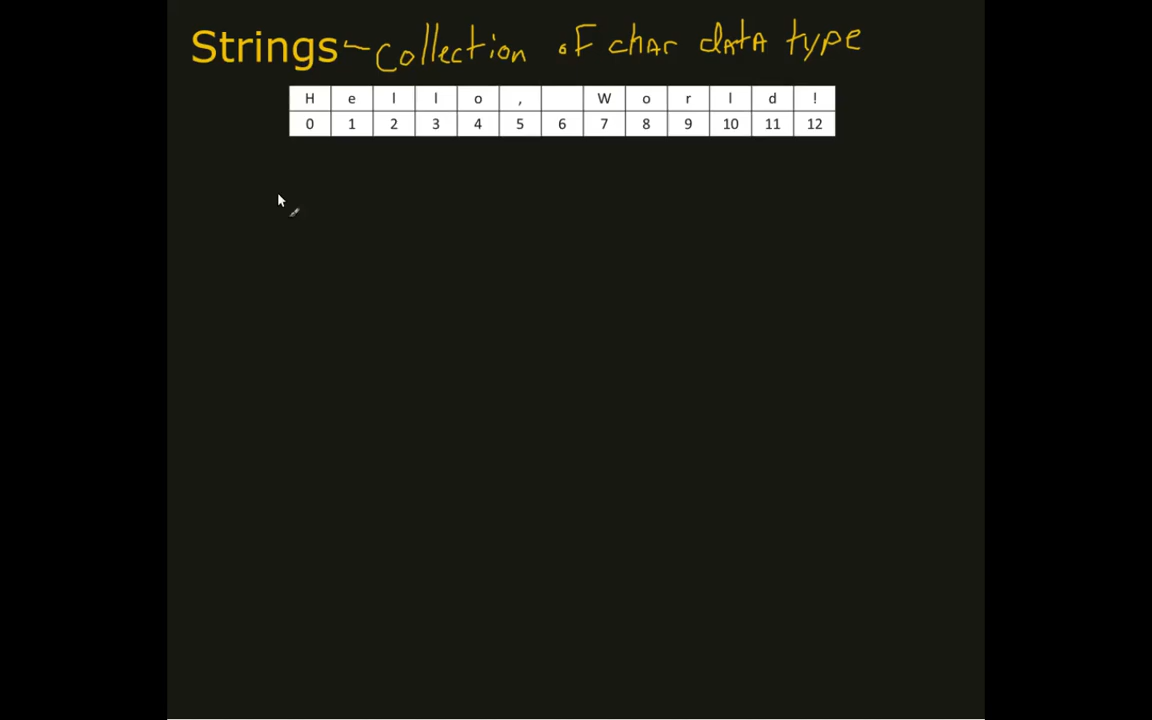 Strings - Collection of char data type
H e l l o , W o r l d !
0 1 2 3 4 5 6 7 8 9 10 11 12